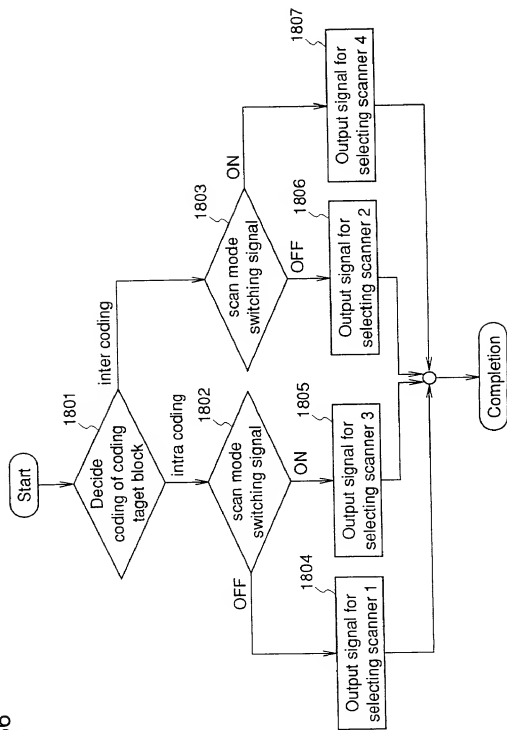 Start
1801
Decide
coding of coding
taget block
inter coding
intra coding
1802
scan mode
switching signal
1803
scan mode
switching signal
OFF
ON
OFF
ON
1804
Output signal for
selecting scanner 1
1805
Output signal for
selecting scanner 3
1806
Output signal for
selecting scanner 2
1807
Output signal for
selecting scanner 4
Completion